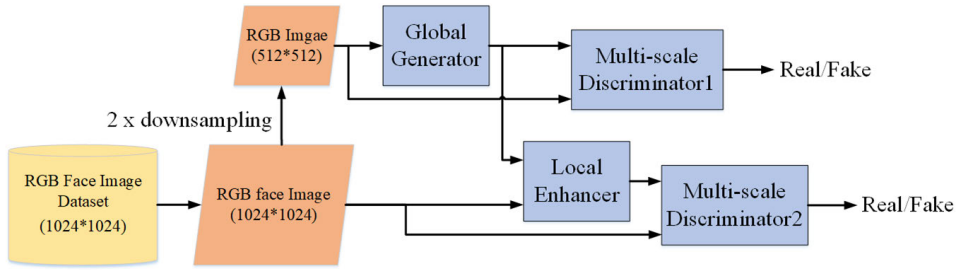 RGB Imgae
(512*512)
Global
Generator
Multi-scale
Discriminator1
Real/Fake
2 x downsampling
RGB Face Image
Dataset
(1024*1024)
RGB face Image
(1024*1024)
Local
Enhancer
Multi-scale
Discriminator2
Real/Fake